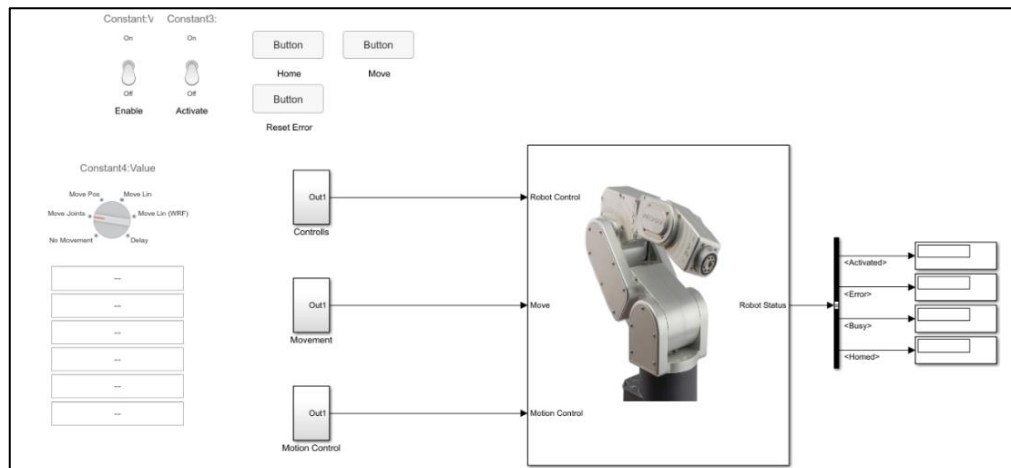 Constant:V
Constant3:
On
On
Off
Off
Enable
Activate
Button
Button
Home
Move
Button
Reset Error
Constant4:Value
Move Pos
Move Lin
Move Joints
Move Lin (WRF)
No Movement
Delay
--
--
--
--
--
--
Out1
Controlls
Out1
Movement
Out1
Motion Control
Robot Control
Move
Motion Control
Robot Status
<Activated>
<Error>
<Busy>
<Homed>